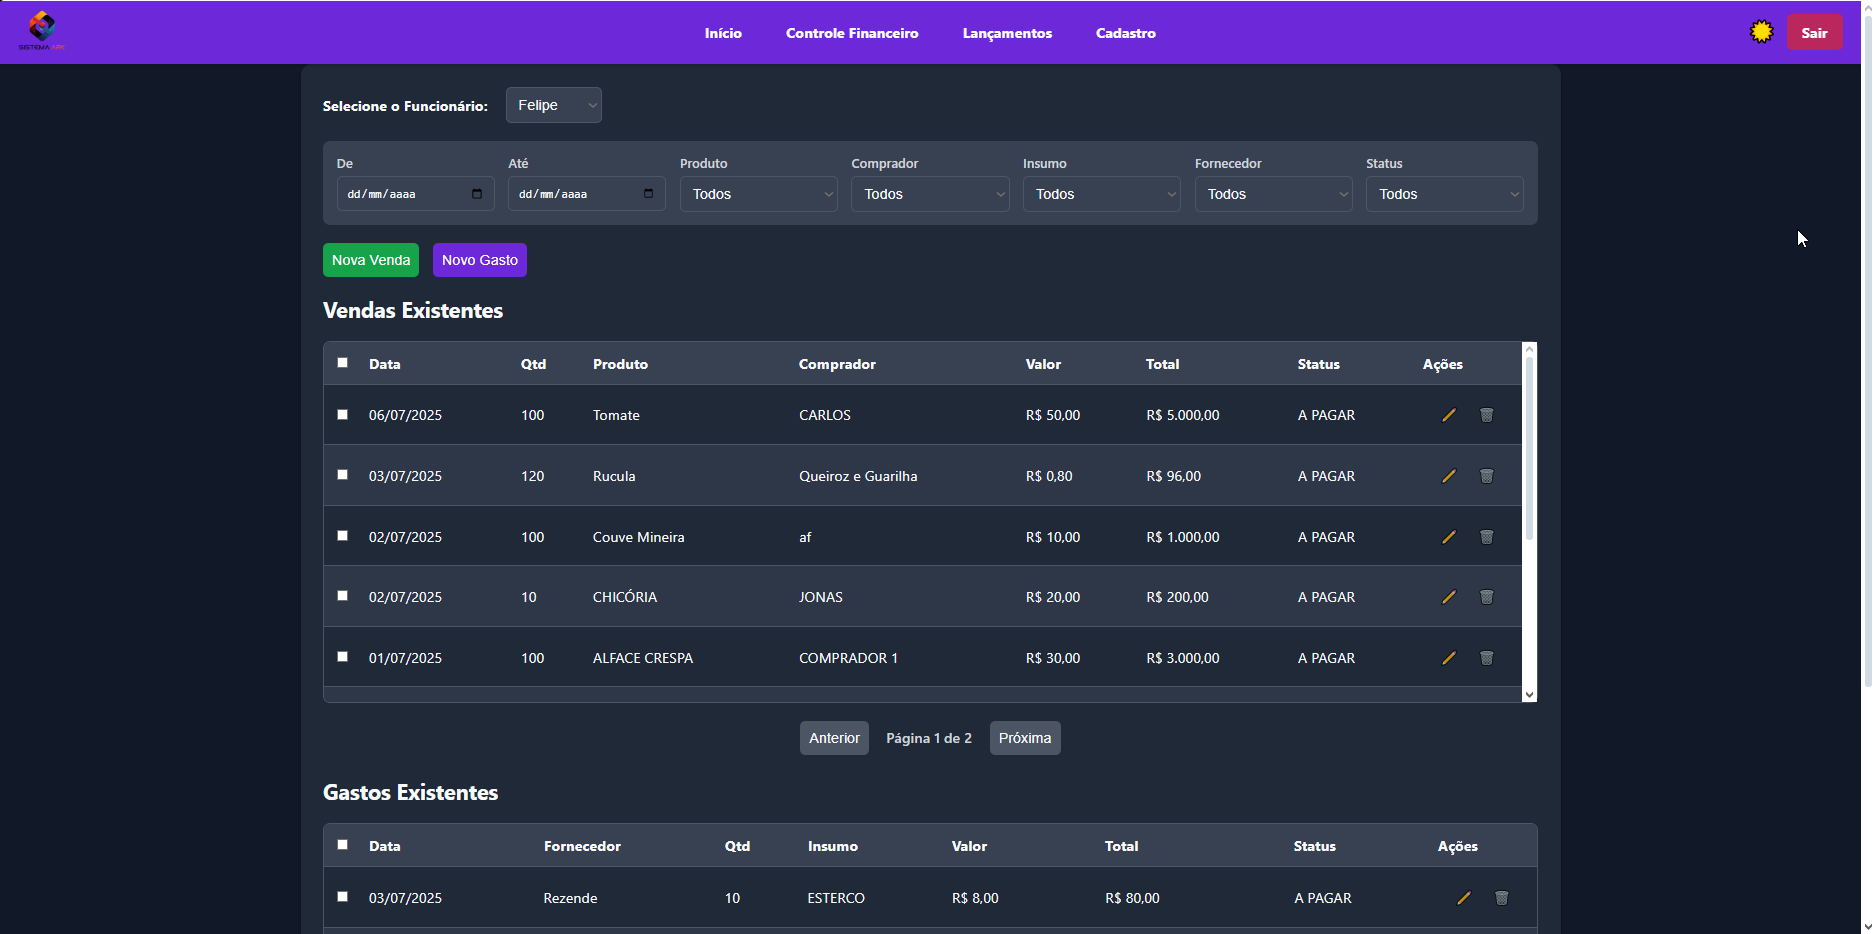 SISTEMA ARK
Início Controle Financeiro Lançamentos Cadastro Sair
Selecione o Funcionário: Felipe
De Até Produto Comprador Insumo Fornecedor Status
dd/mm/aaaa dd/mm/aaaa Todos Todos Todos Todos Todos
Nova Venda Novo Gasto
Vendas Existentes
Data Qtd Produto Comprador Valor Total Status Ações
06/07/2025 100 Tomate CARLOS R$ 50,00 R$ 5.000,00 A PAGAR
03/07/2025 120 Rucula Queiroz e Guarilha R$ 0,80 R$ 96,00 A PAGAR
02/07/2025 100 Couve Mineira af R$ 10,00 R$ 1.000,00 A PAGAR
02/07/2025 10 CHICÓRIA JONAS R$ 20,00 R$ 200,00 A PAGAR
01/07/2025 100 ALFACE CRESPA COMPRADOR 1 R$ 30,00 R$ 3.000,00 A PAGAR
Anterior Página 1 de 2 Próxima
Gastos Existentes
Data Fornecedor Qtd Insumo Valor Total Status Ações
03/07/2025 Rezende 10 ESTERCO R$ 8,00 R$ 80,00 A PAGAR